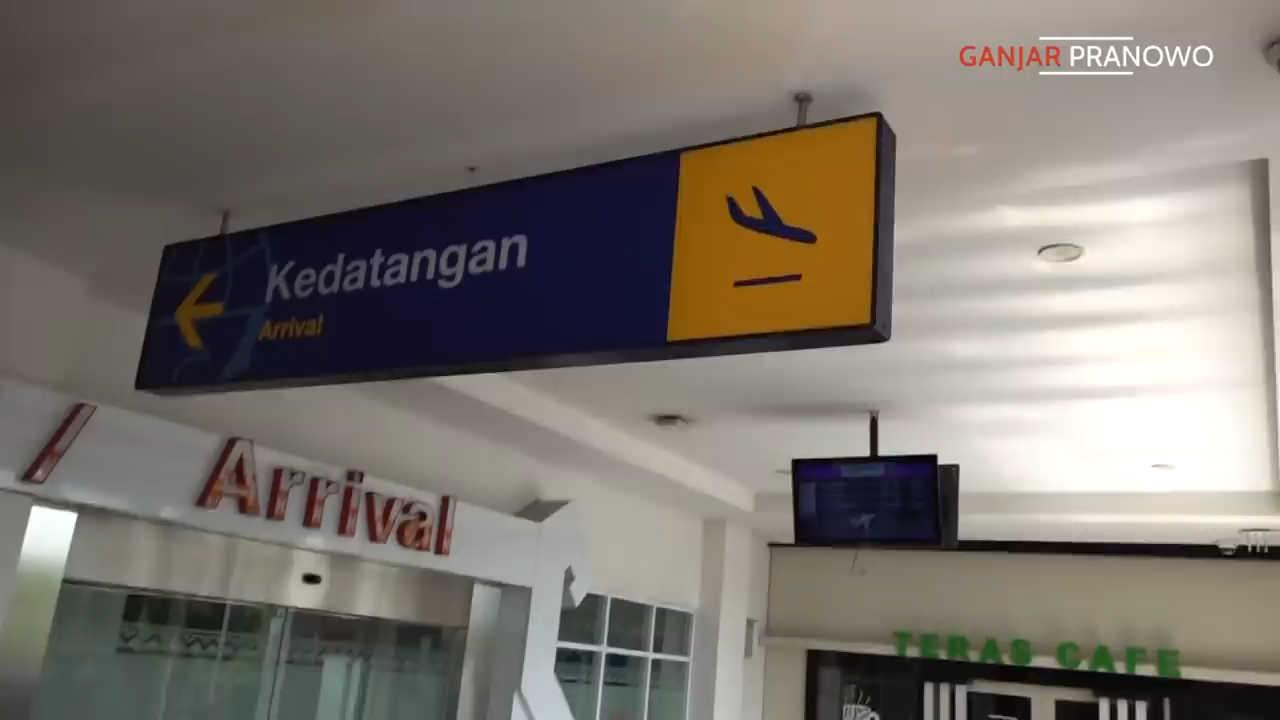 GANJAR PRANOWO
Kedatangan
Arrival
/ Arrival
TERAS CAFE